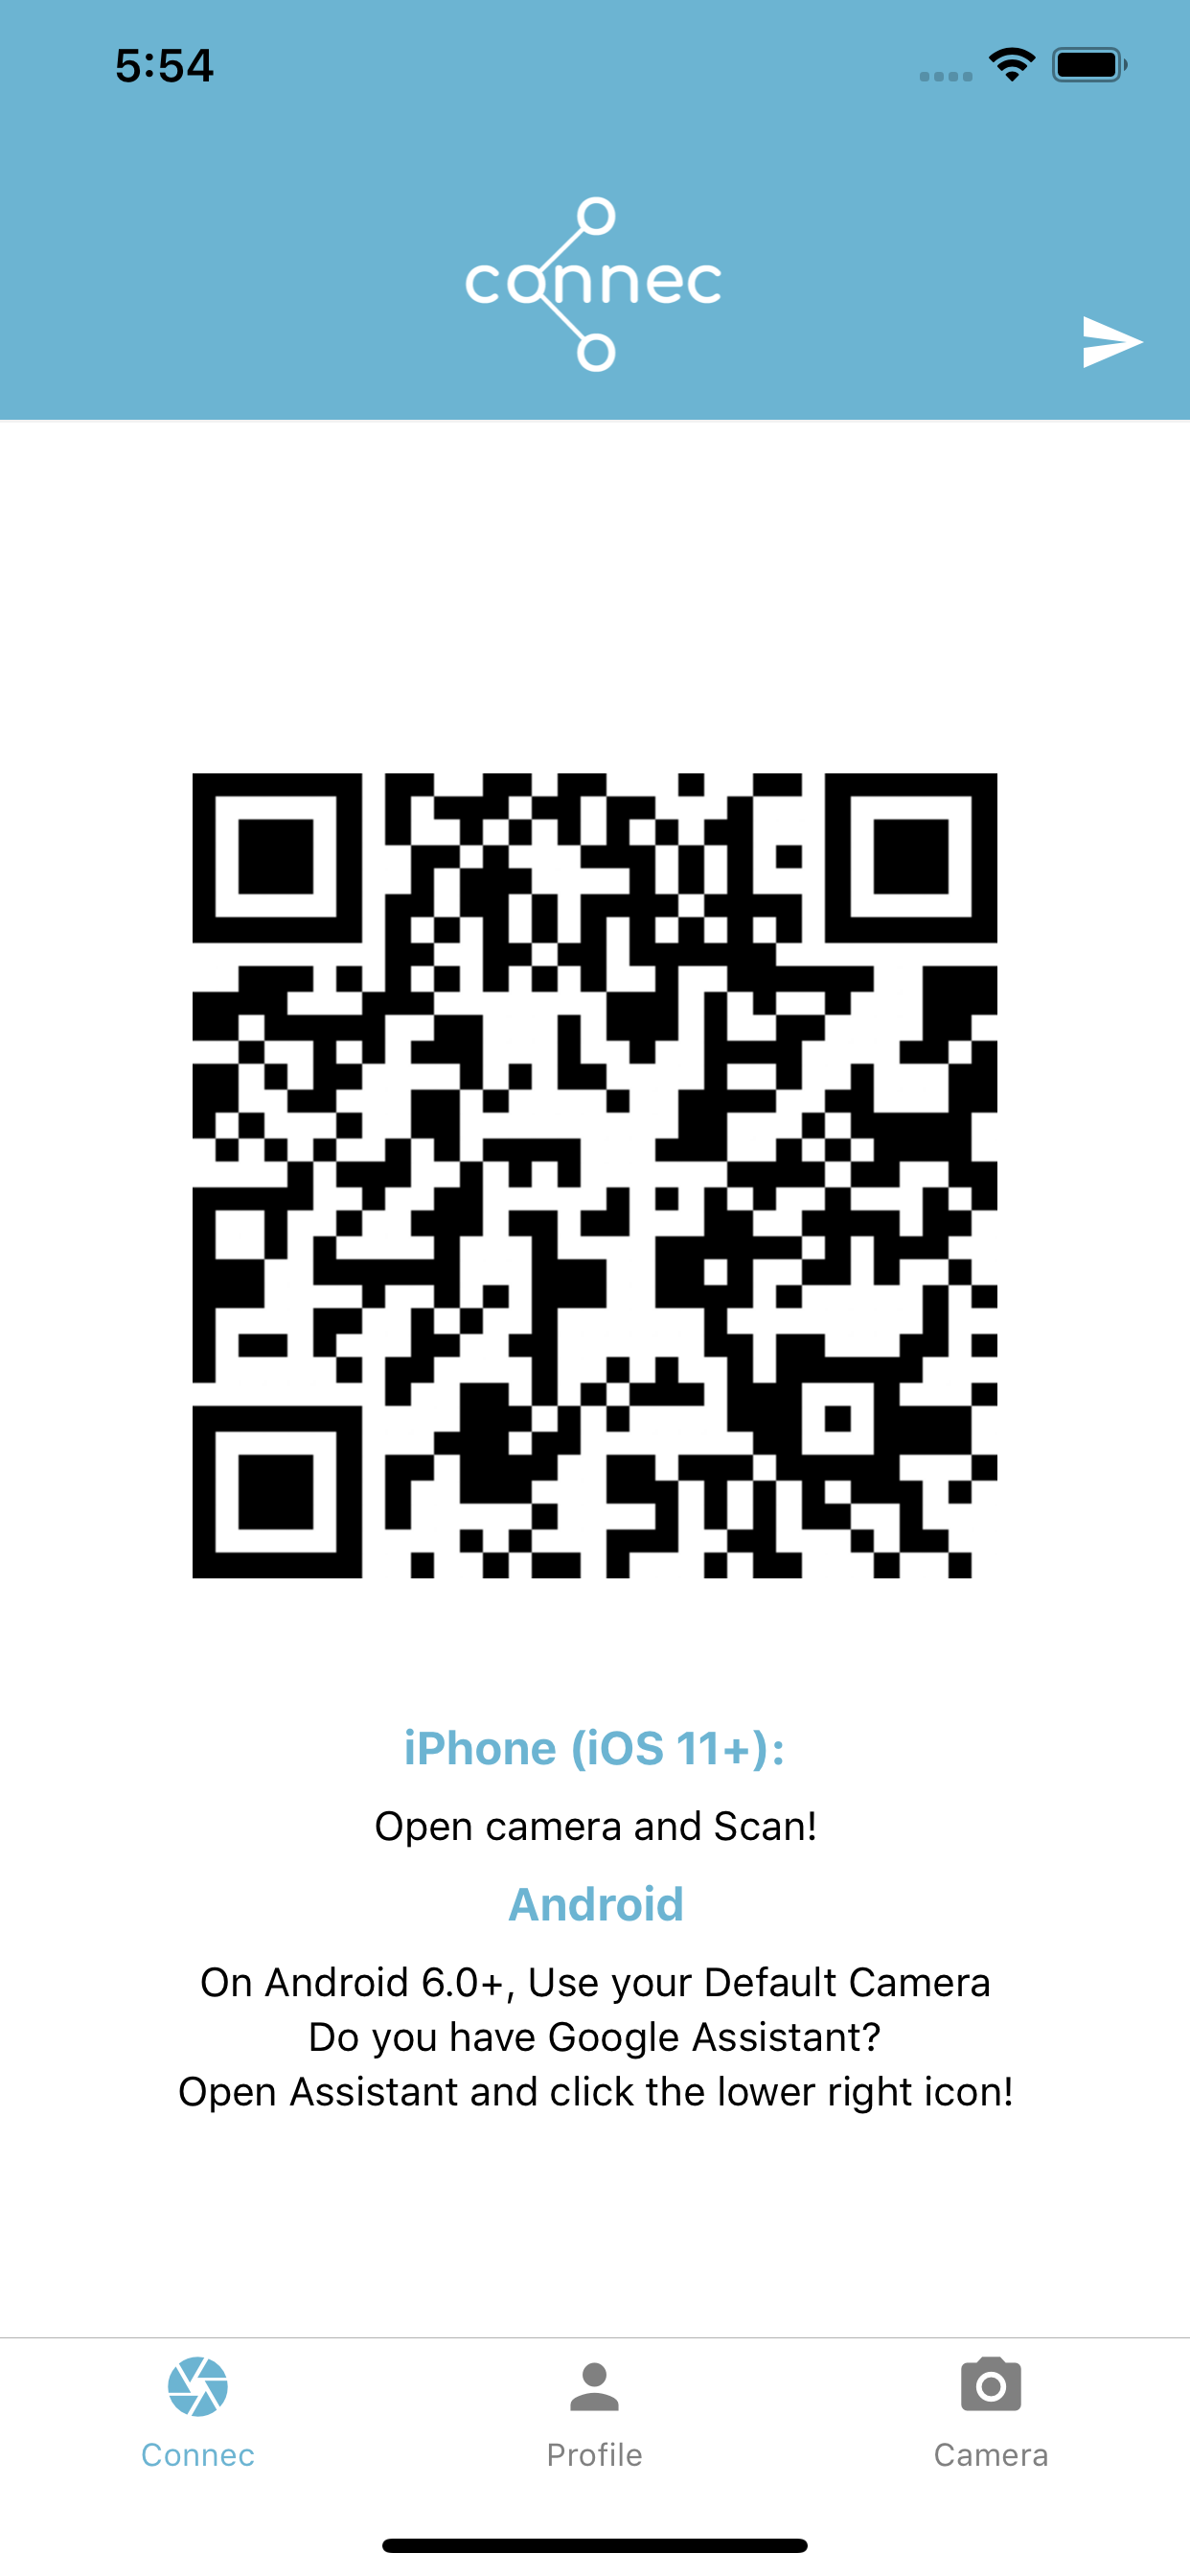 5:54
connec
iPhone (iOS 11+):
Open camera and Scan!
Android
On Android 6.0+, Use your Default Camera
Do you have Google Assistant?
Open Assistant and click the lower right icon!
Connec
Profile
Camera